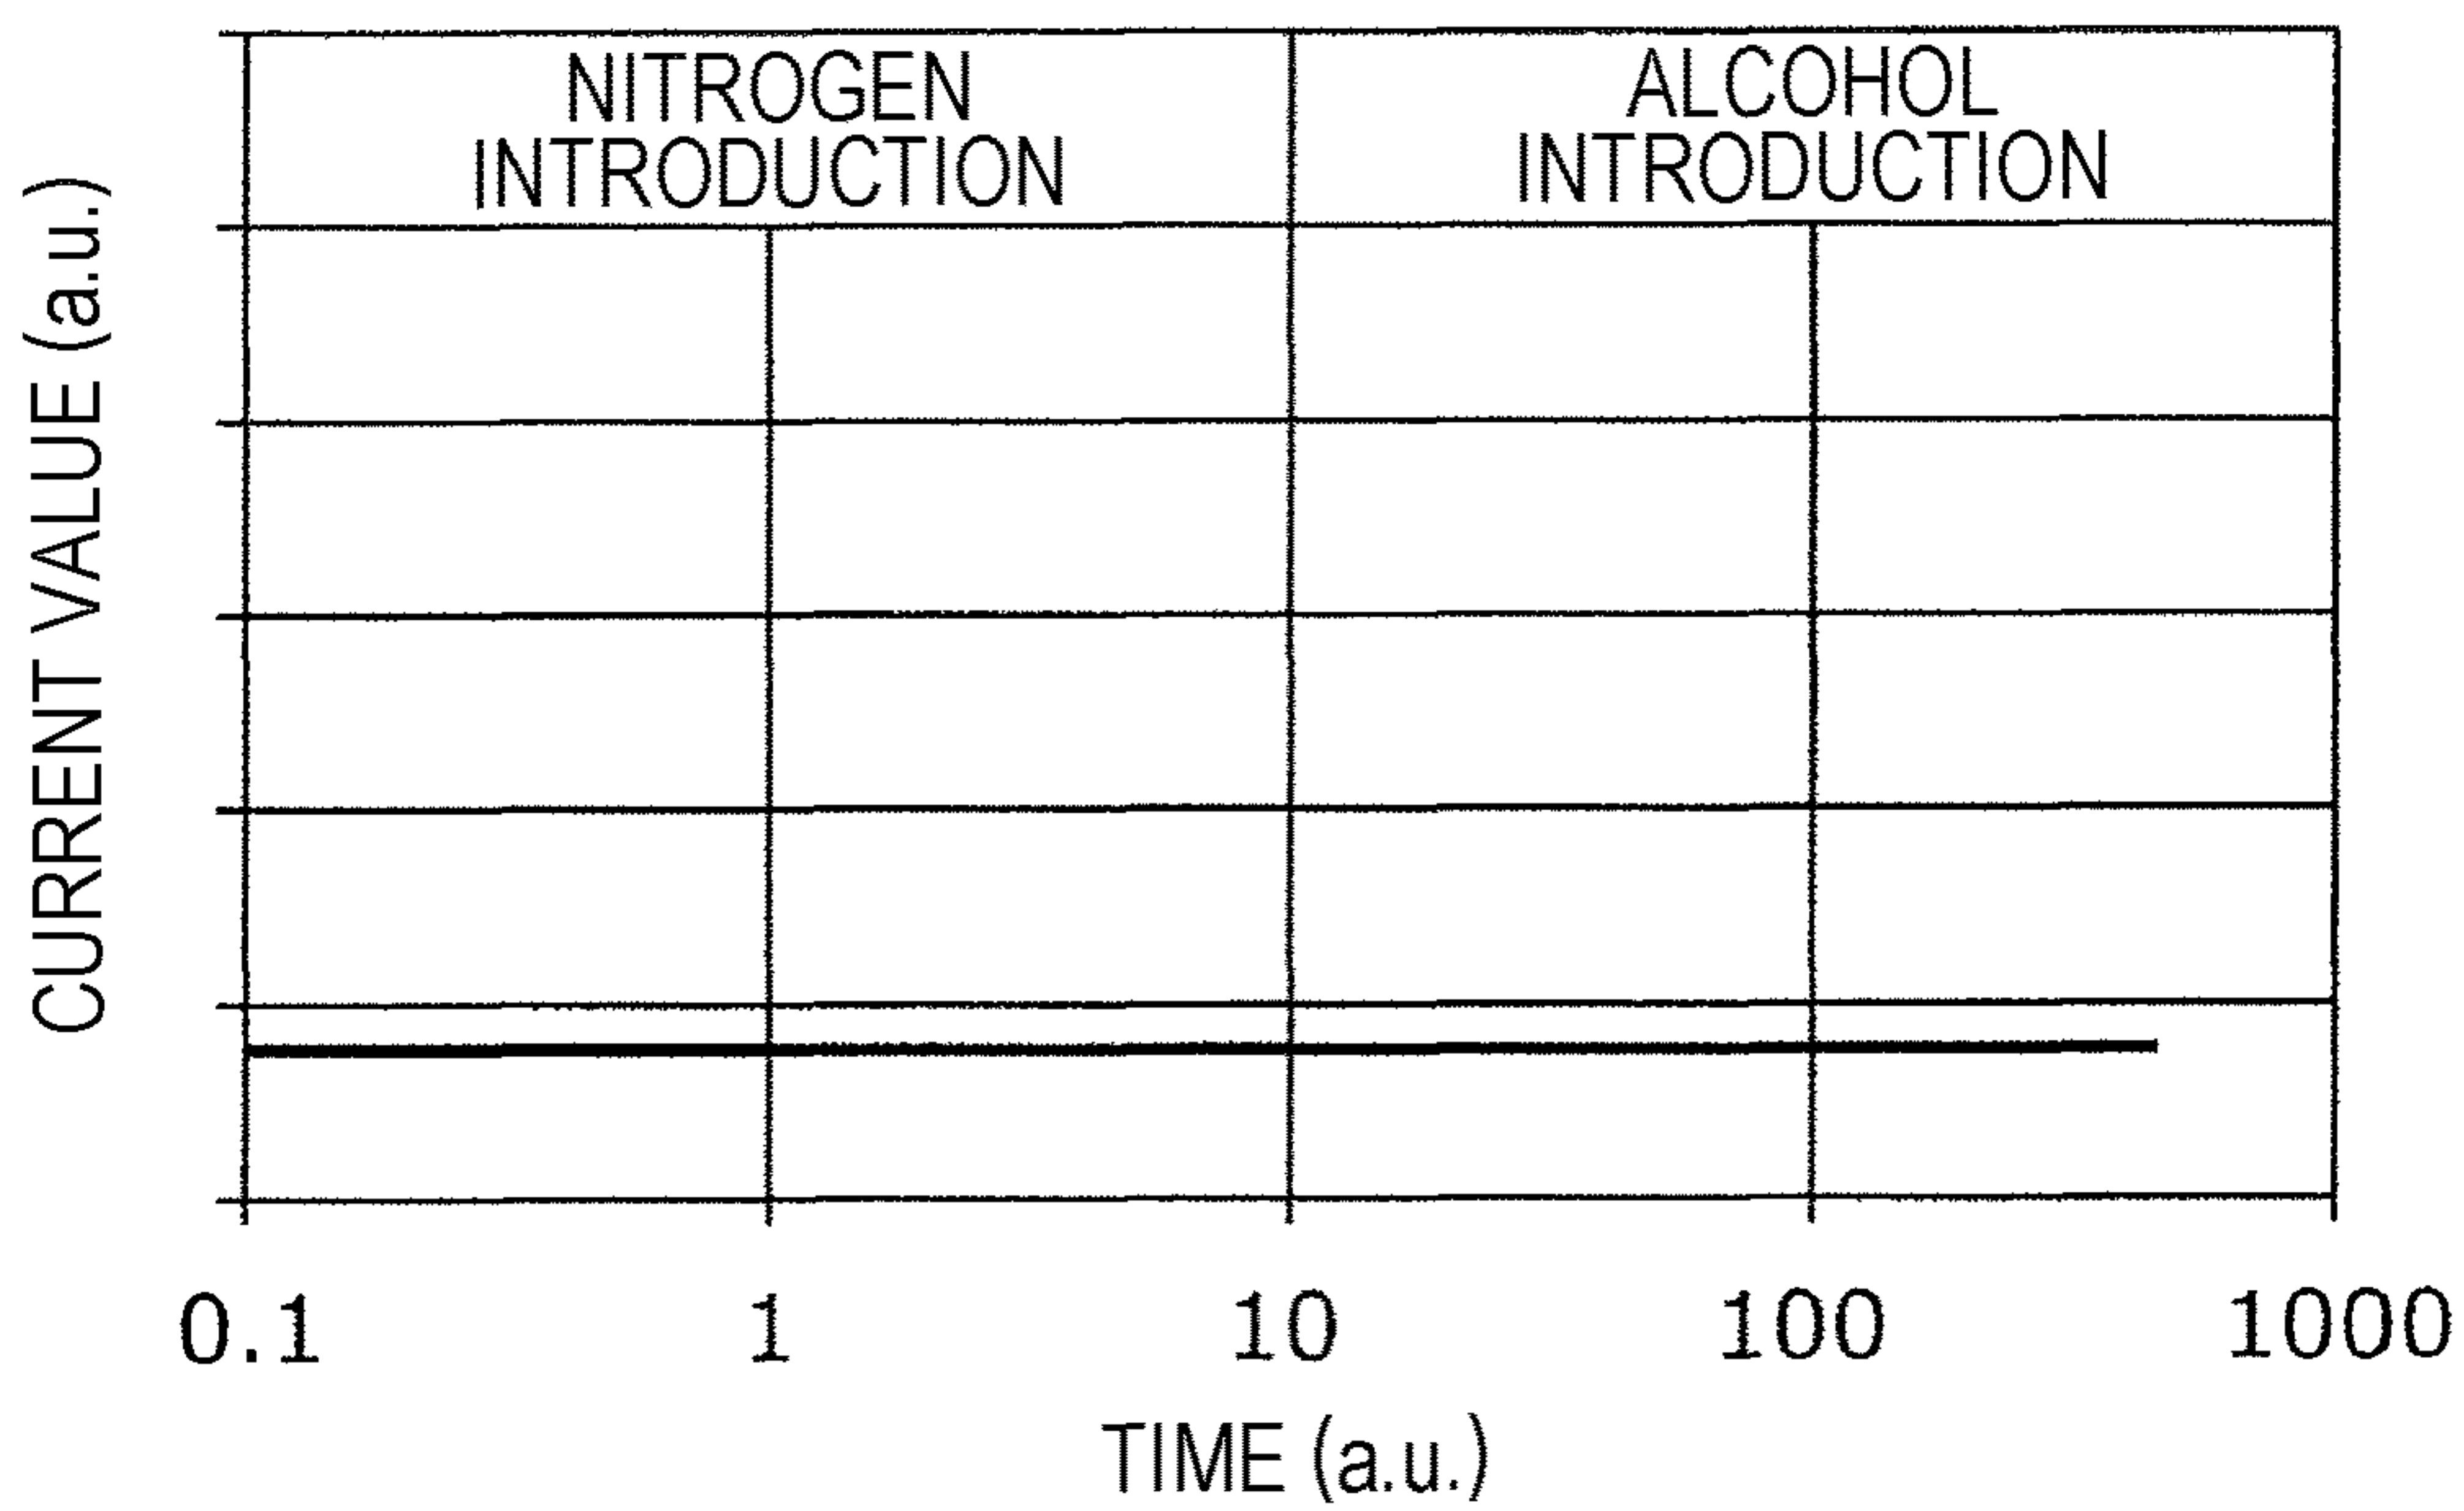 NITROGEN
INTRODUCTION
ALCOHOL
INTRODUCTION
CURRENT VALUE (a.u.)
0.1 1 10 100 1000
TIME (a.u.)